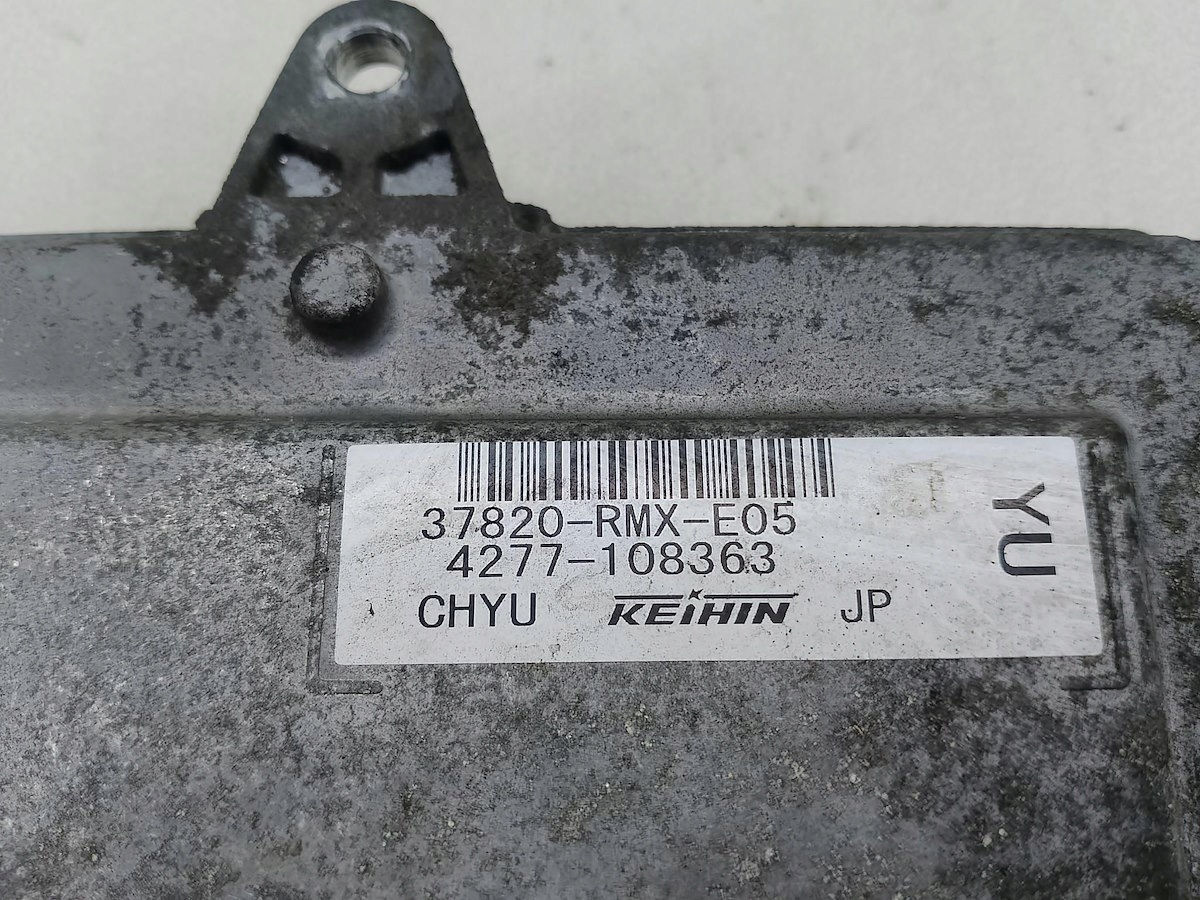 37820-RMX-E05
4277-108363
CHYU KEIHIN JP
YU